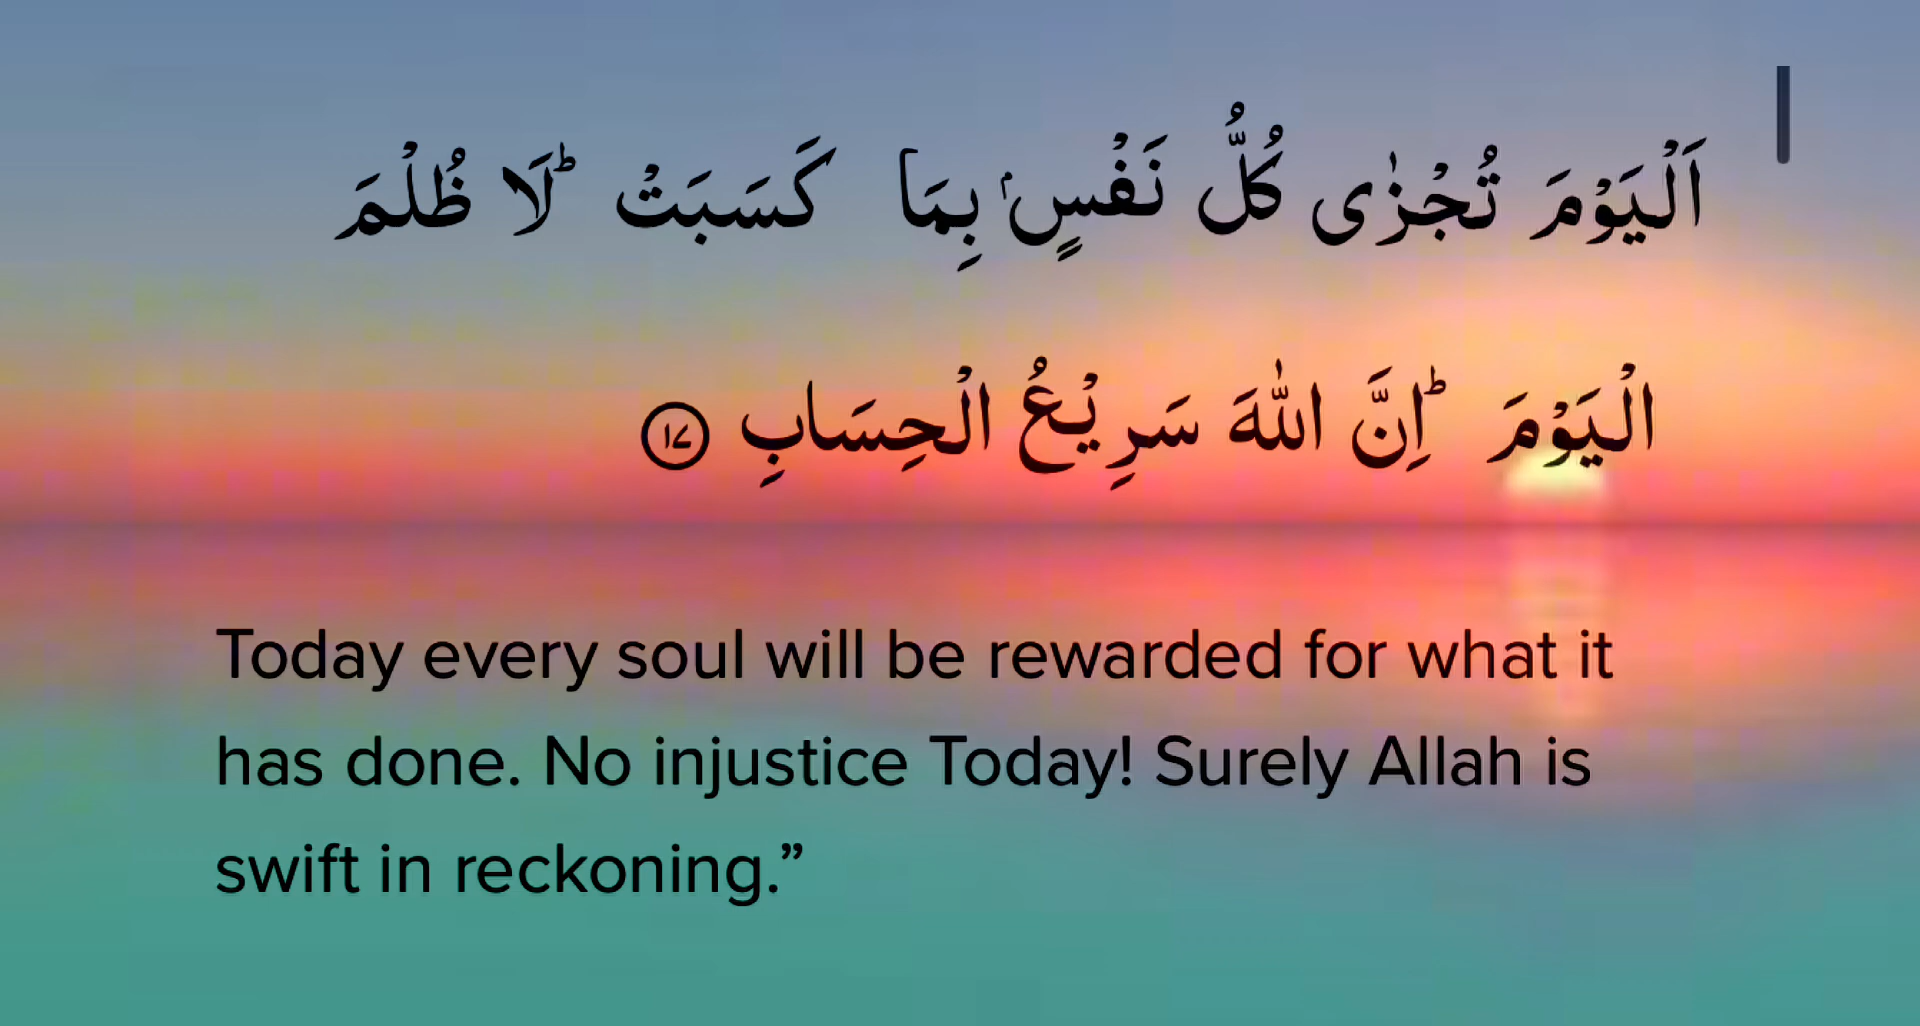 اَلْيَوْمَ تُجْزٰى كُلُّ نَفْسٍۭ بِمَا كَسَبَتْ ؕ لَا ظُلْمَ
الْيَوْمَ ؕ اِنَّ اللّٰهَ سَرِيْعُ الْحِسَابِ ١٧
Today every soul will be rewarded for what it
has done. No injustice Today! Surely Allah is
swift in reckoning.”